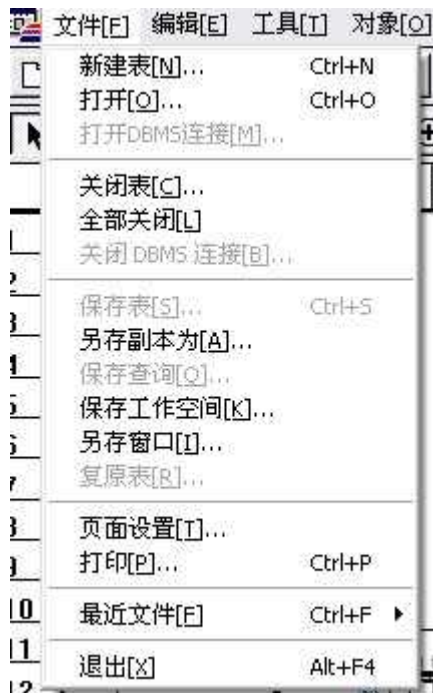 文件[F] 编辑[E] 工具[T] 对象[O]
新建表[N]... Ctrl+N
打开[O]... Ctrl+O
打开DBMS连接[M]...
关闭表[C]...
全部关闭[L]
关闭 DBMS 连接[B]...
保存表[S]... Ctrl+S
另存副本为[A]...
保存查询[Q]...
保存工作空间[K]...
另存窗口[I]...
复原表[R]...
页面设置[T]...
打印[P]... Ctrl+P
最近文件[F] Ctrl+F
退出[X] Alt+F4
10
11
12